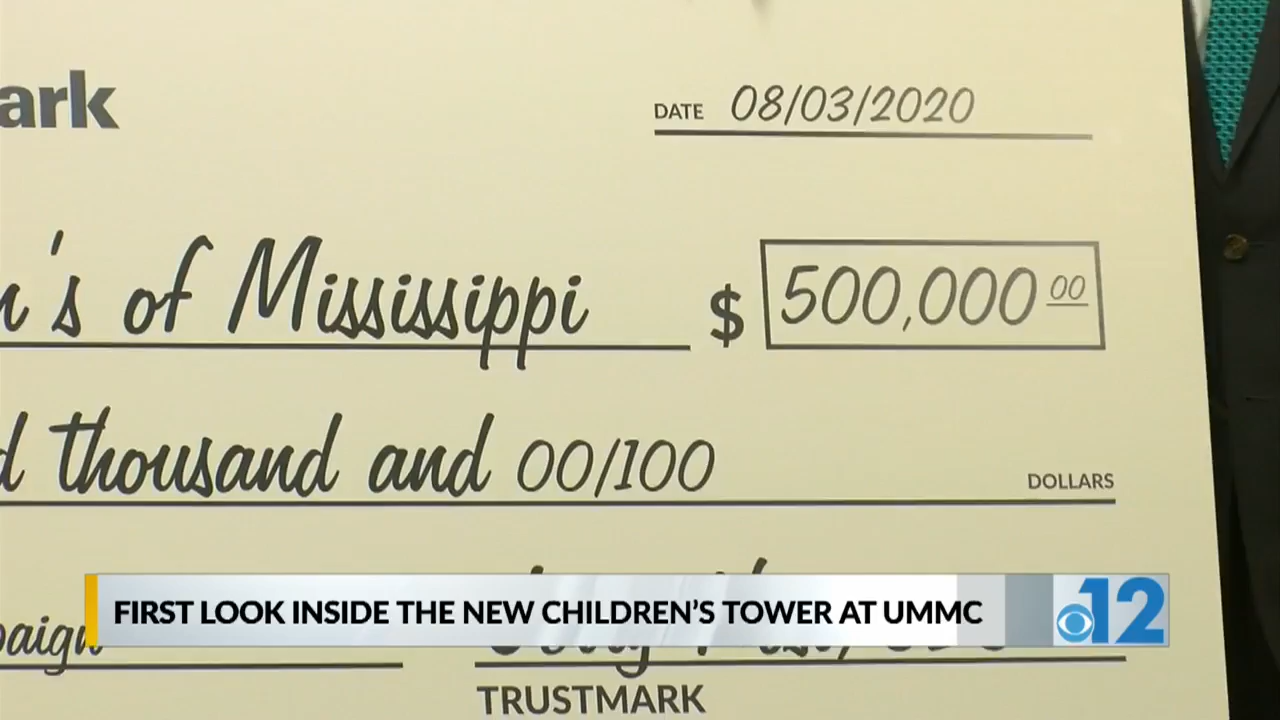 ark
DATE 08/03/2020
n's of Mississippi $ 500,000 00
d thousand and 00/100
DOLLARS
FIRST LOOK INSIDE THE NEW CHILDREN'S TOWER AT UMMC 12
paign
TRUSTMARK